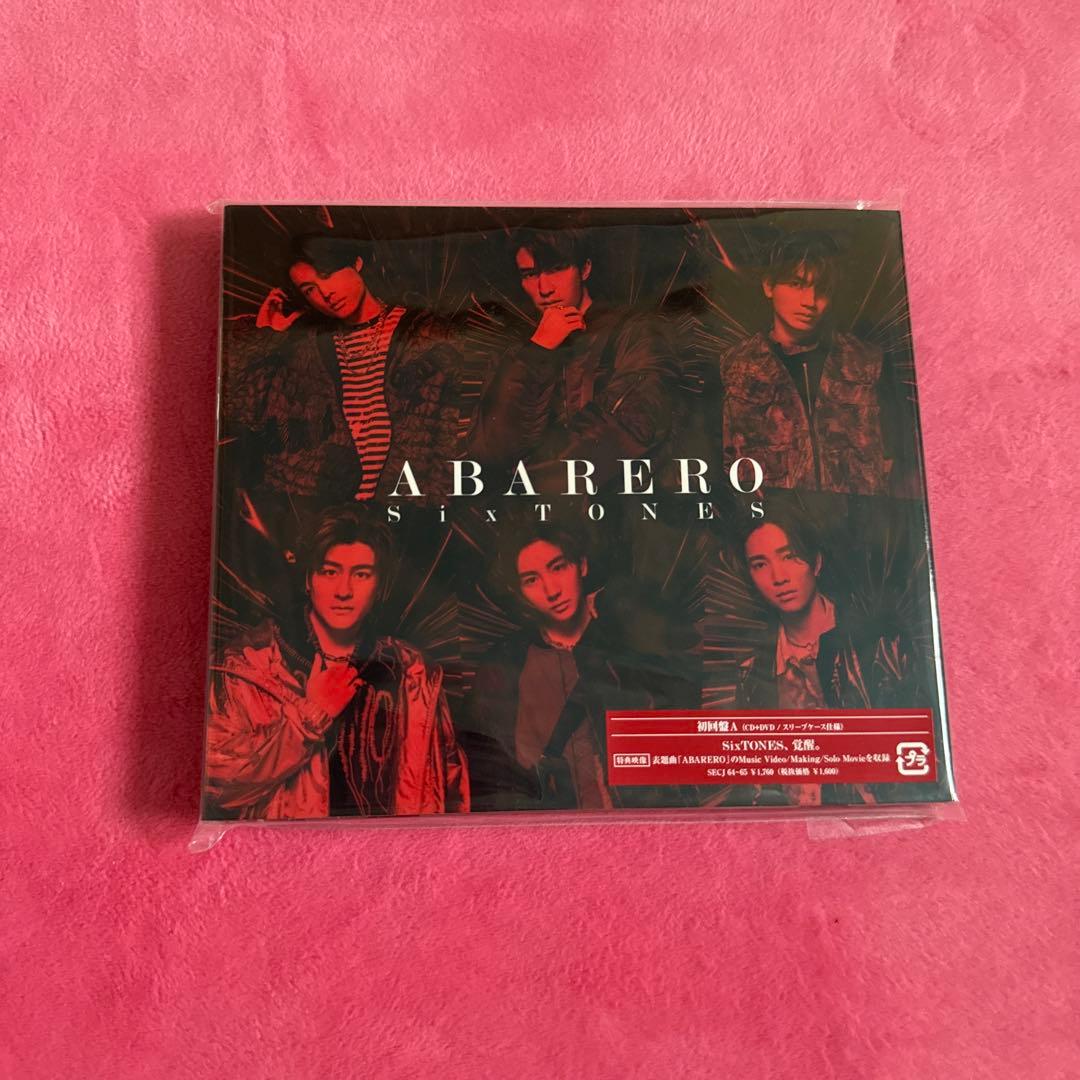 ABARERO
SixTONES
初回盤A (CD+DVD / スリーブケース仕様)
SixTONES、覚醒。
特典映像 表題曲「ABARERO」のMusic Video/Making/Solo Movieを収録
SECJ 64~65 ¥1,760 (税抜価格 ¥1,600)
プラ